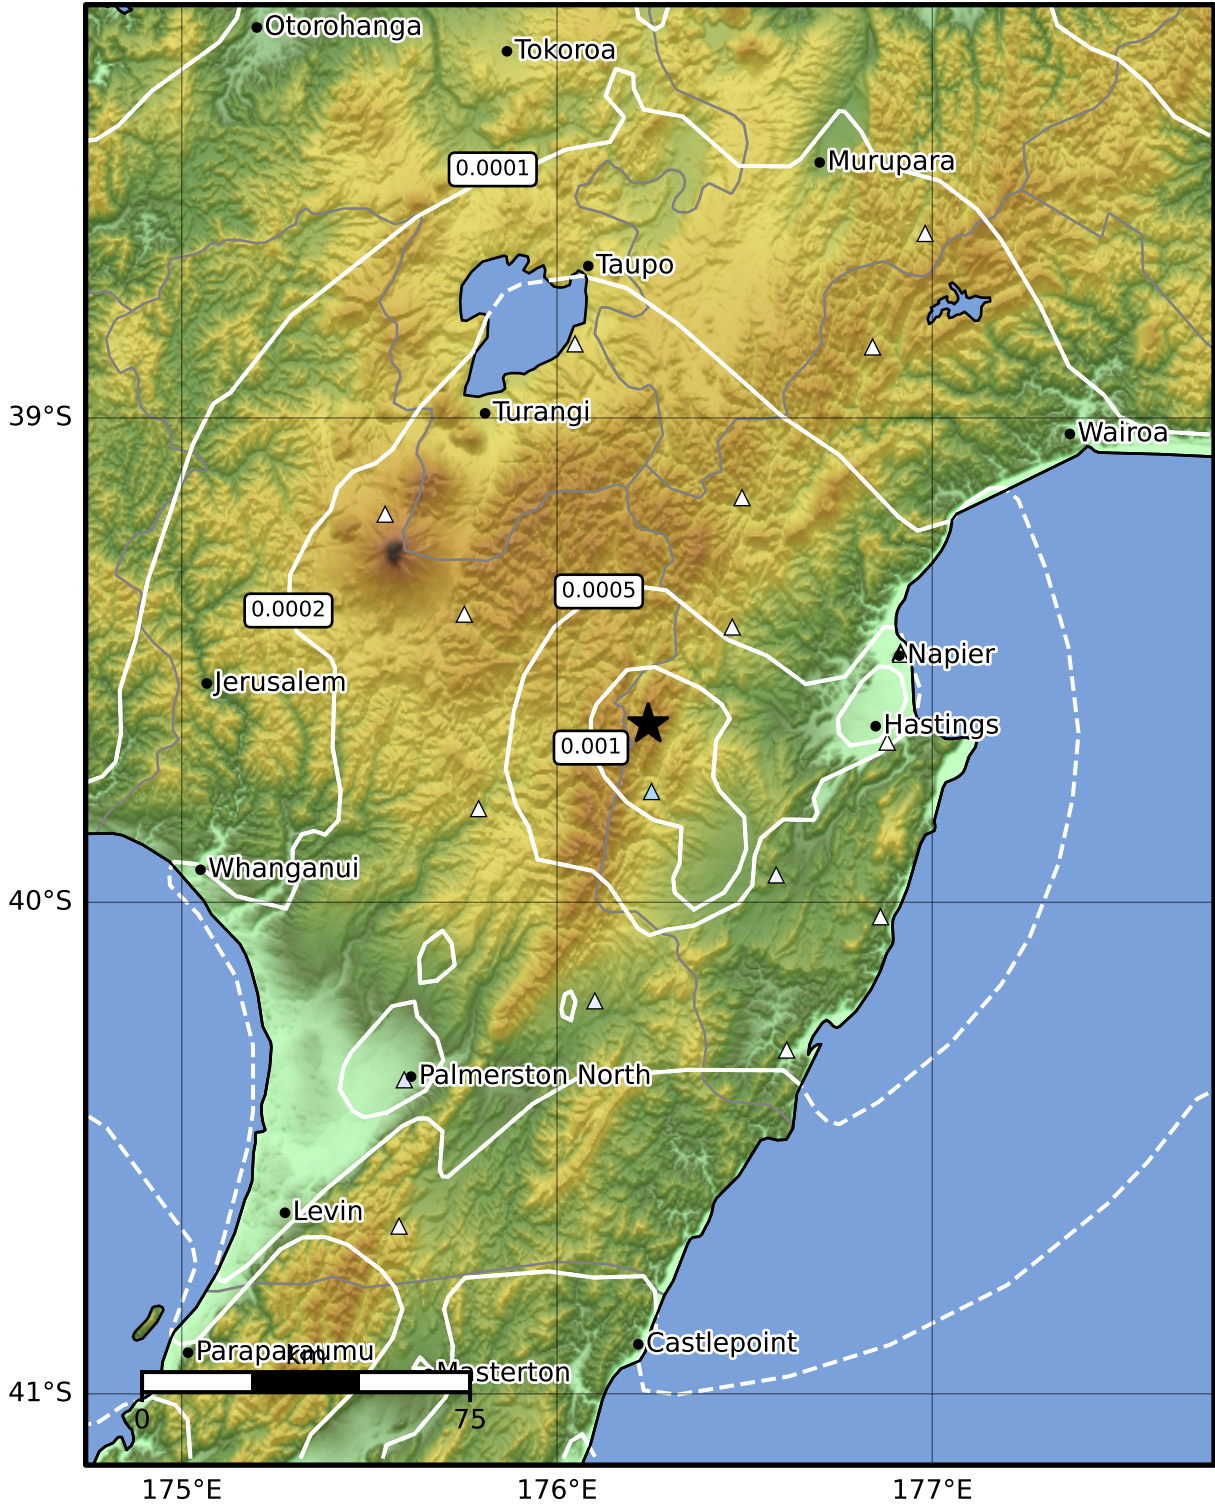 Otorohanga
Tokoroa
0.0001
Murupara
Taupo
39°S
Turangi
Wairoa
0.0005
0.0002
Napier
Jerusalem
Hastings
0.001
Whanganui
40°S
Palmerston North
Levin
Castlepoint
Paraparaumu
km
Masterton
41°S
0
75
175°E
176°E
177°E